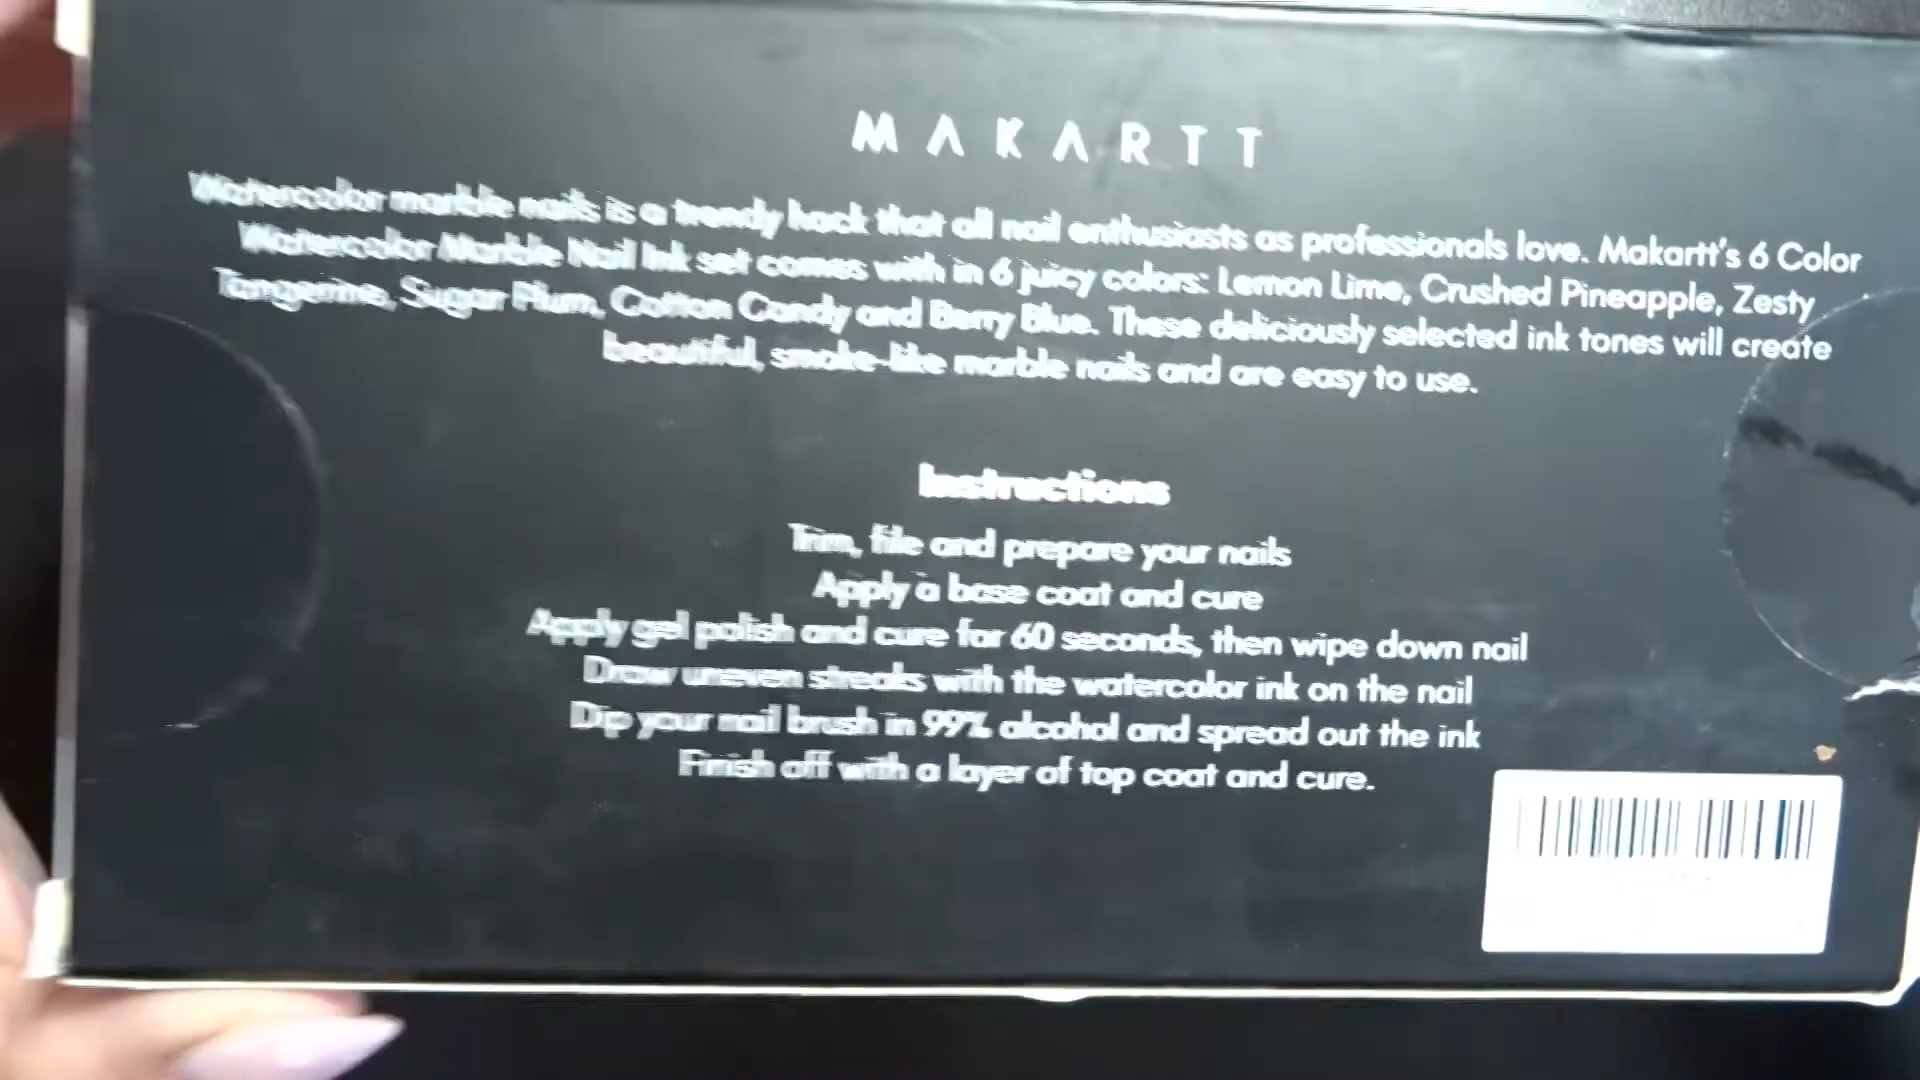 MAKARTT
Watercolor marble nails is a trendy hack that all nail enthusiasts as professionals love. Makartt's 6 Color
Watercolor Marble Nail Ink set comes with in 6 juicy colors: Lemon Lime, Crushed Pineapple, Zesty
Tangerine, Sugar Plum, Cotton Candy and Berry Blue. These deliciously selected ink tones will create
beautiful, smoke-like marble nails and are easy to use.
Instructions
Trim, file and prepare your nails
Apply a base coat and cure
Apply gel polish and cure for 60 seconds, then wipe down nail
Draw uneven streaks with the watercolor ink on the nail
Dip your nail brush in 99% alcohol and spread out the ink
Finish off with a layer of top coat and cure.